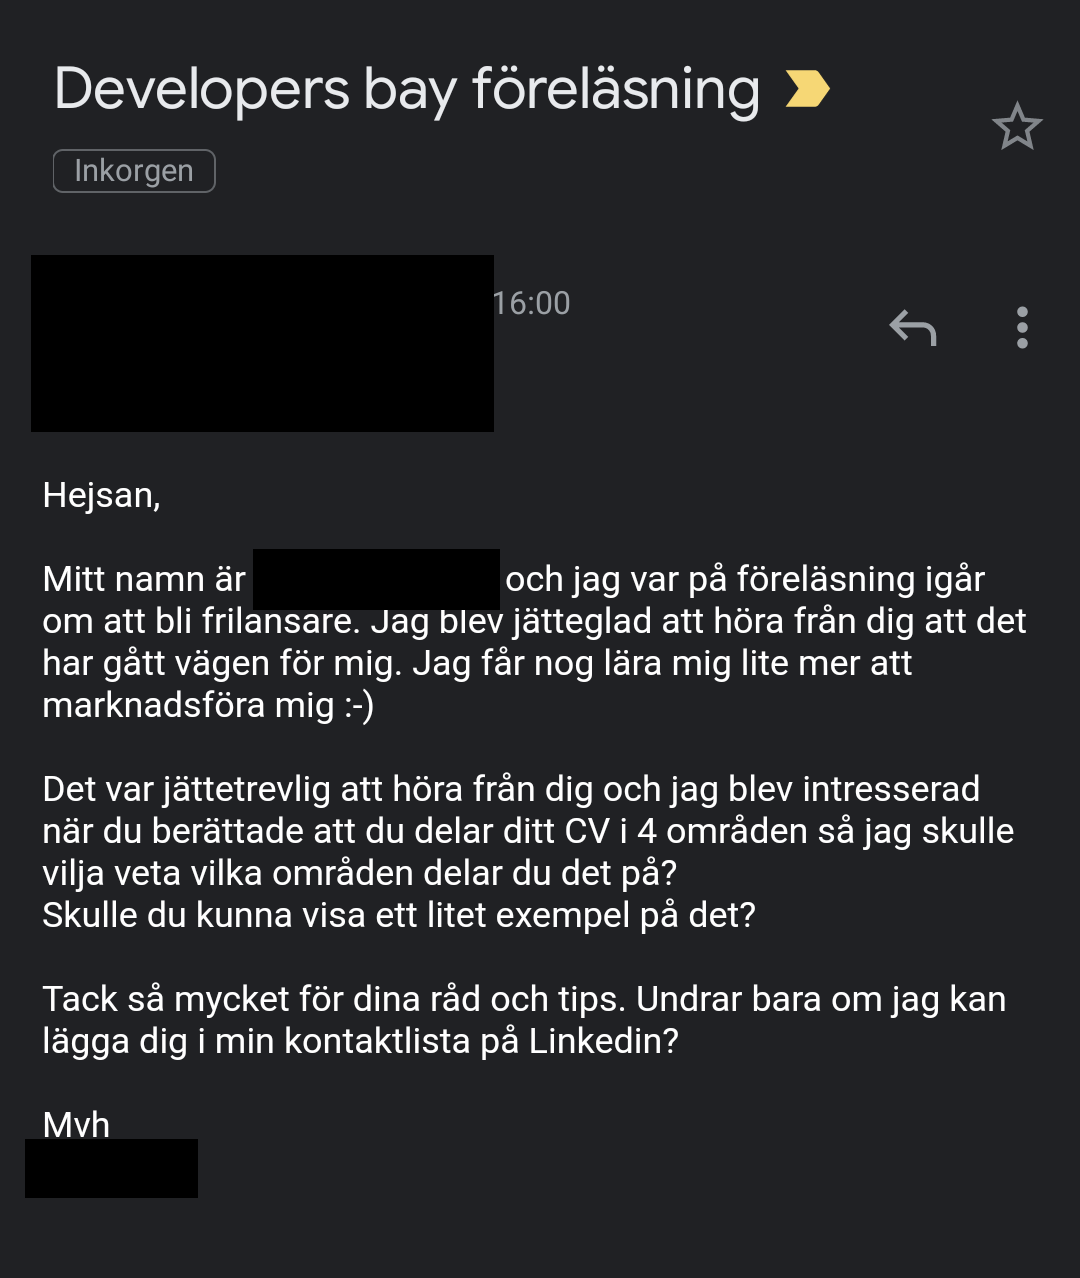 Developers bay föreläsning
Inkorgen
16:00
Hejsan,
Mitt namn är och jag var på föreläsning igår
om att bli frilansare. Jag blev jätteglad att höra från dig att det
har gått vägen för mig. Jag får nog lära mig lite mer att
marknadsföra mig :-)
Det var jättetrevlig att höra från dig och jag blev intresserad
när du berättade att du delar ditt CV i 4 områden så jag skulle
vilja veta vilka områden delar du det på?
Skulle du kunna visa ett litet exempel på det?
Tack så mycket för dina råd och tips. Undrar bara om jag kan
lägga dig i min kontaktlista på Linkedin?
Mvh